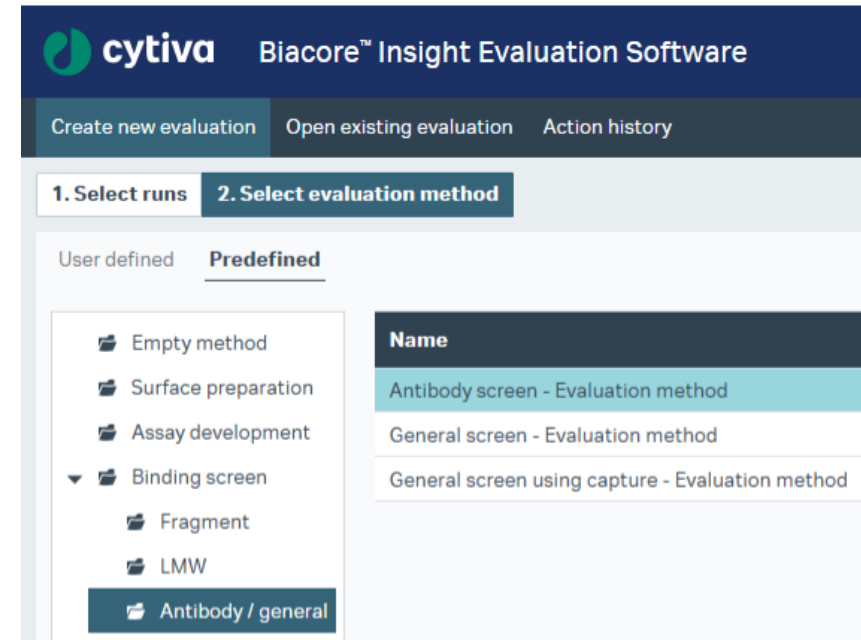 cytiva Biacore™ Insight Evaluation Software
Create new evaluation Open existing evaluation Action history
1. Select runs 2. Select evaluation method
User defined Predefined
Empty method
Surface preparation
Assay development
Binding screen
Fragment
LMW
Antibody / general
Name
Antibody screen - Evaluation method
General screen - Evaluation method
General screen using capture - Evaluation method